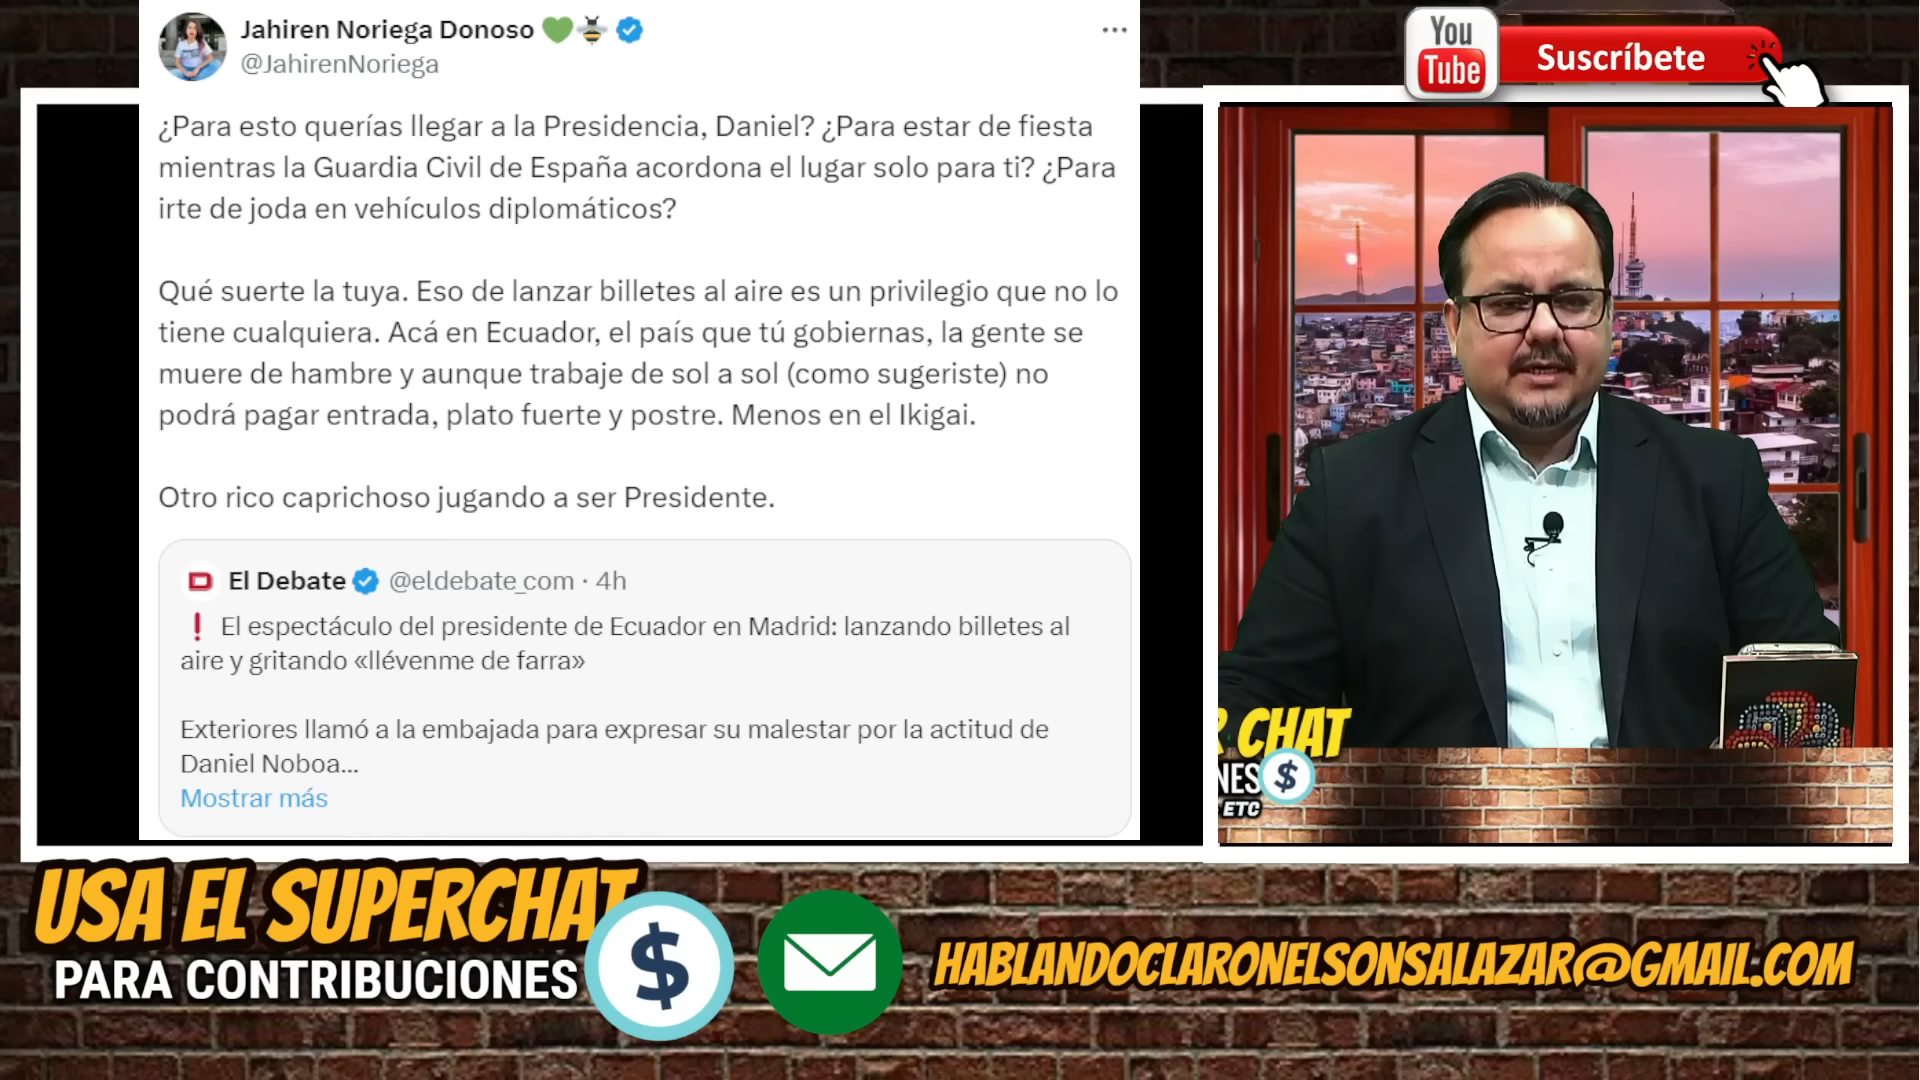 Jahiren Noriega Donoso
@JahirenNoriega
¿Para esto querías llegar a la Presidencia, Daniel? ¿Para estar de fiesta
mientras la Guardia Civil de España acordona el lugar solo para ti? ¿Para
irte de joda en vehículos diplomáticos?
Qué suerte la tuya. Eso de lanzar billetes al aire es un privilegio que no lo
tiene cualquiera. Acá en Ecuador, el país que tú gobiernas, la gente se
muere de hambre y aunque trabaje de sol a sol (como sugeriste) no
podrá pagar entrada, plato fuerte y postre. Menos en el Ikigai.
Otro rico caprichoso jugando a ser Presidente.
El Debate @eldebate_com · 4h
❗ El espectáculo del presidente de Ecuador en Madrid: lanzando billetes al
aire y gritando «llévenme de farra»
Exteriores llamó a la embajada para expresar su malestar por la actitud de
Daniel Noboa...
Mostrar más
You
Tube
Suscríbete
R CHAT
NES $
ETC
USA EL SUPERCHAT
PARA CONTRIBUCIONES
$
HABLANDOCLARONELSONSALAZAR@GMAIL.COM